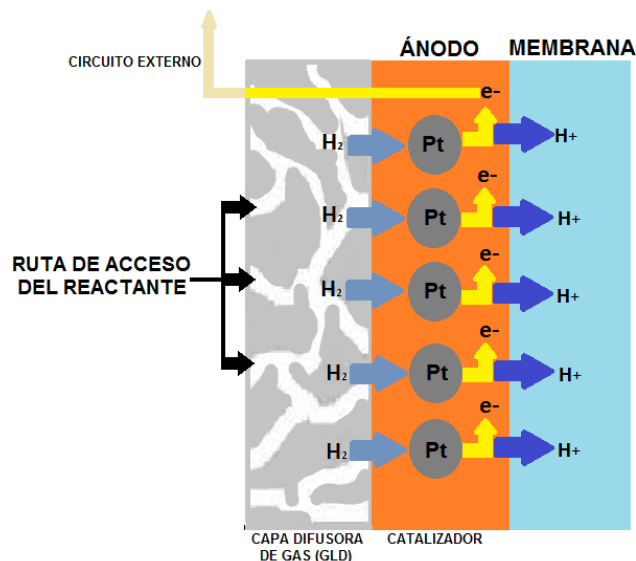 ÁNODO
MEMBRANA
CIRCUITO EXTERNO
e-
H₂
Pt
H+
e-
H₂
Pt
H+
RUTA DE ACCESO
DEL REACTANTE
e-
H₂
Pt
H+
e-
H₂
Pt
H+
e-
H₂
Pt
H+
CAPA DIFUSORA
DE GAS (GLD)
CATALIZADOR